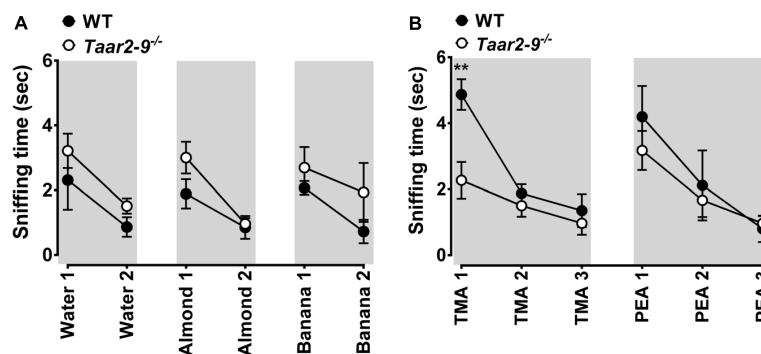 A
WT
Taar2-9-/-
Sniffing time (sec)
6
4
2
0
Water 1
Water 2
Almond 1
Almond 2
Banana 1
Banana 2
B
WT
Taar2-9-/-
Sniffing time (sec)
6
4
2
0
**
TMA 1
TMA 2
TMA 3
PEA 1
PEA 2